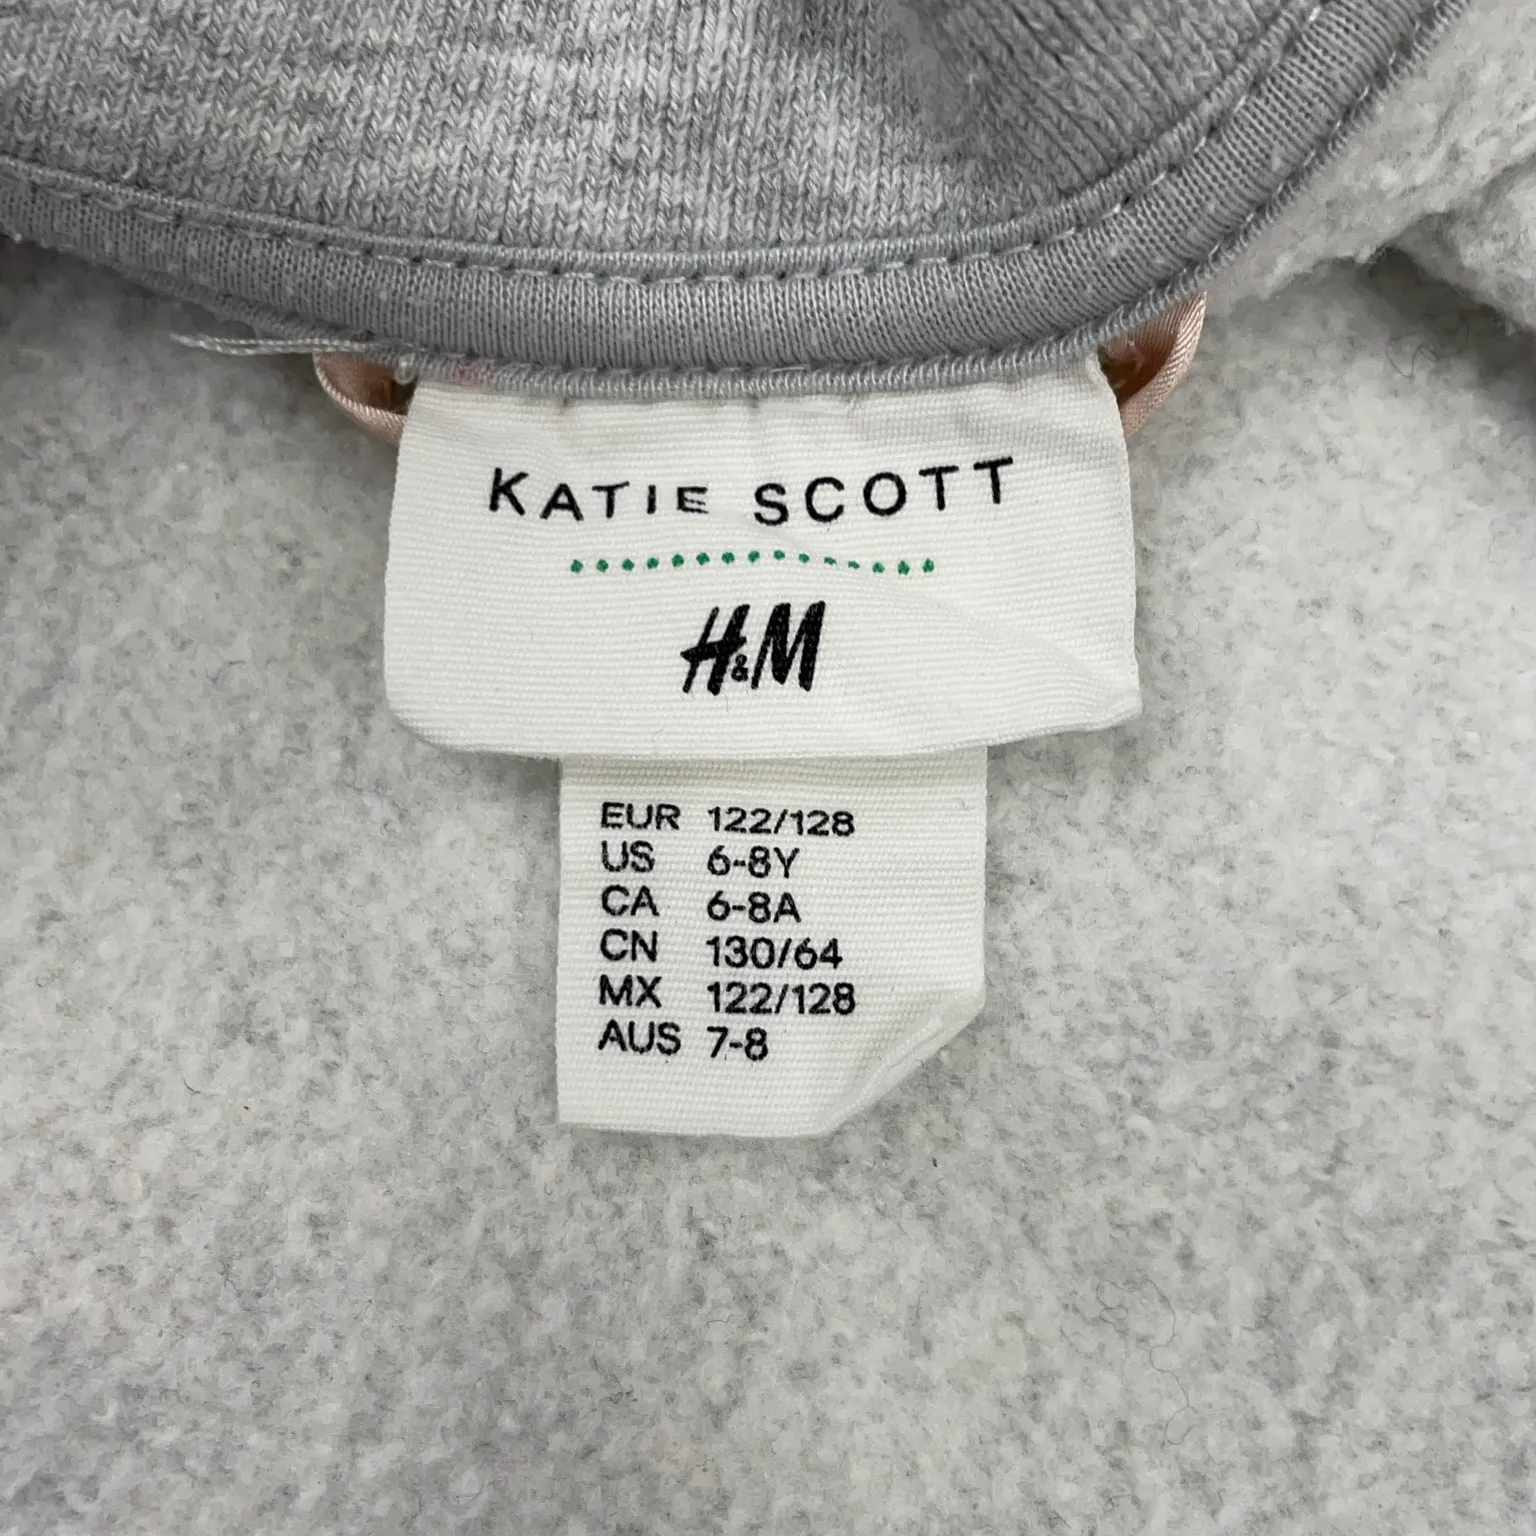 KATIE SCOTT
H&M
EUR 122/128
US 6-8Y
CA 6-8A
CN 130/64
MX 122/128
AUS 7-8